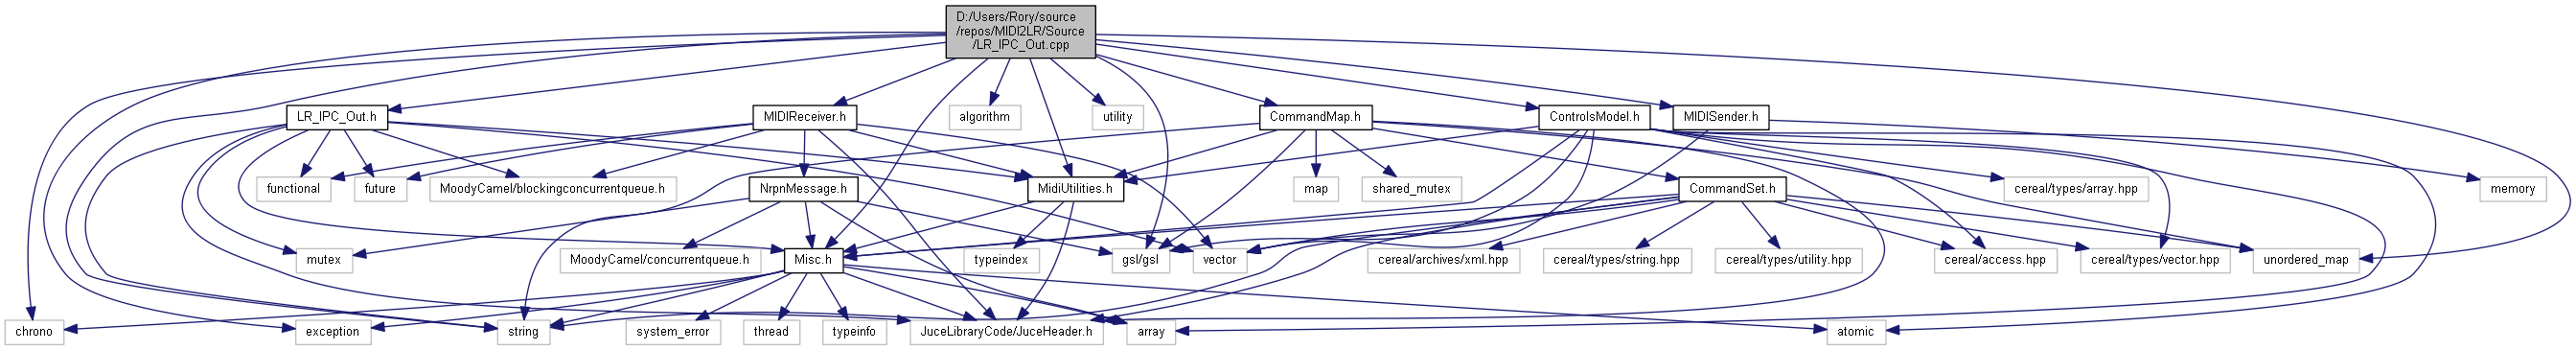 D:/Users/Rory/source
/repos/MIDI2LR/Source
/LR_IPC_Out.cpp
LR_IPC_Out.h
MIDIReceiver.h
algorithm
utility
CommandMap.h
ControlsModel.h
MIDISender.h
functional
future
MoodyCamel/blockingconcurrentqueue.h
NrpnMessage.h
MidiUtilities.h
map
shared_mutex
CommandSet.h
cereal/types/array.hpp
memory
mutex
MoodyCamel/concurrentqueue.h
Misc.h
typeindex
gsl/gsl
vector
cereal/archives/xml.hpp
cereal/types/string.hpp
cereal/types/utility.hpp
cereal/access.hpp
cereal/types/vector.hpp
unordered_map
chrono
exception
string
system_error
thread
typeinfo
JuceLibraryCode/JuceHeader.h
array
atomic